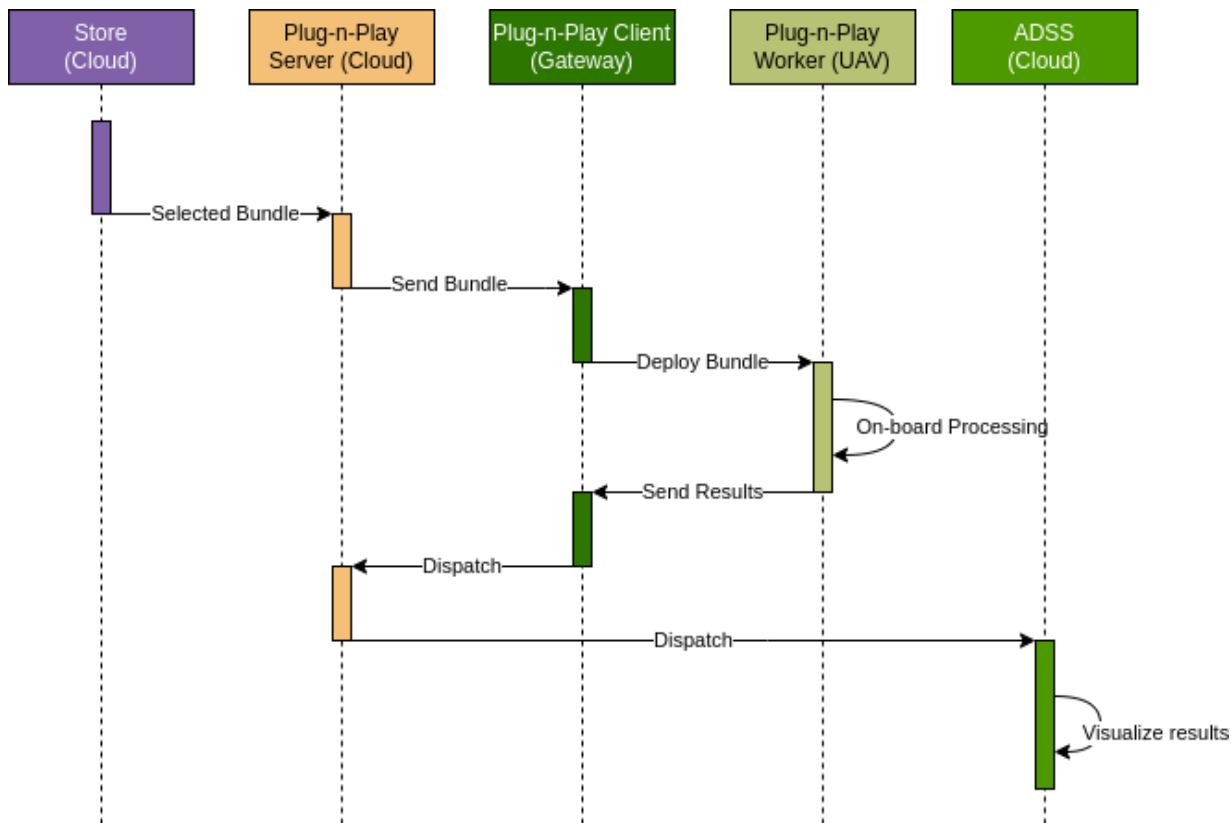 Store
(Cloud)
Plug-n-Play
Server (Cloud)
Plug-n-Play Client
(Gateway)
Plug-n-Play
Worker (UAV)
ADSS
(Cloud)
Selected Bundle
Send Bundle
Deploy Bundle
On-board Processing
Send Results
Dispatch
Dispatch
Visualize results